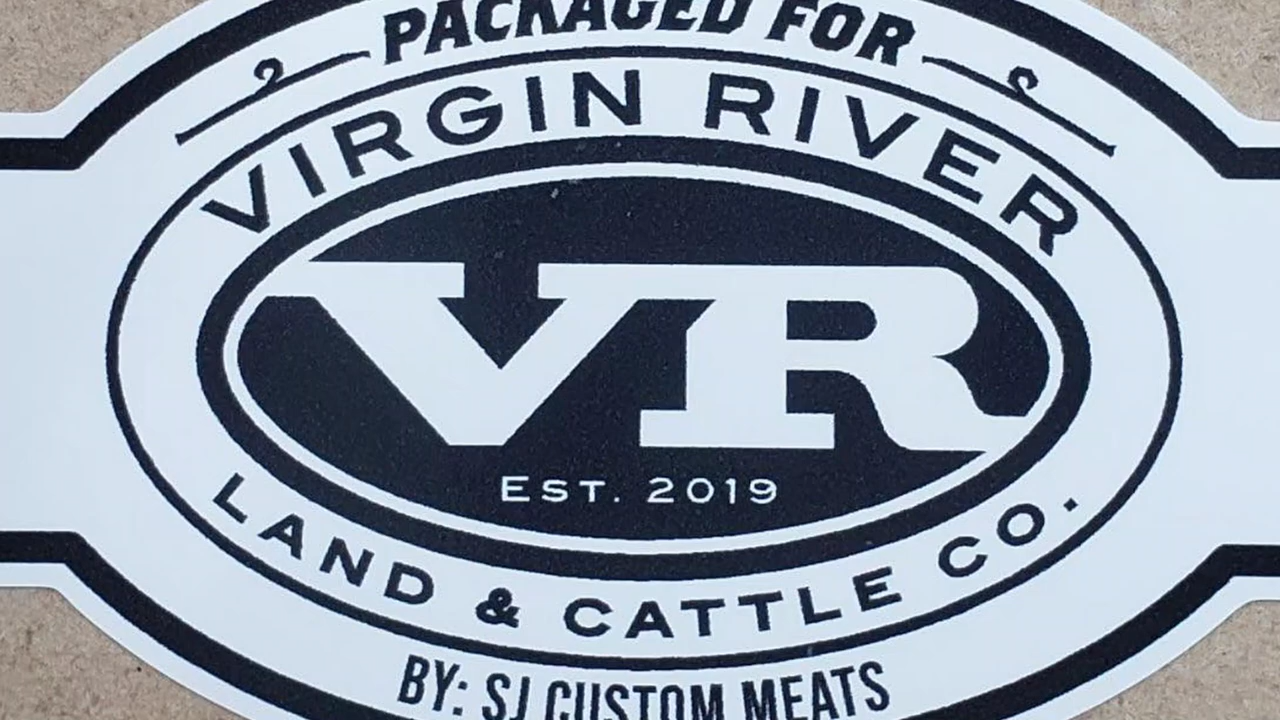 PACKAGED FOR
VIRGIN RIVER
VR
EST. 2019
LAND & CATTLE CO.
BY: SJ CUSTOM MEATS